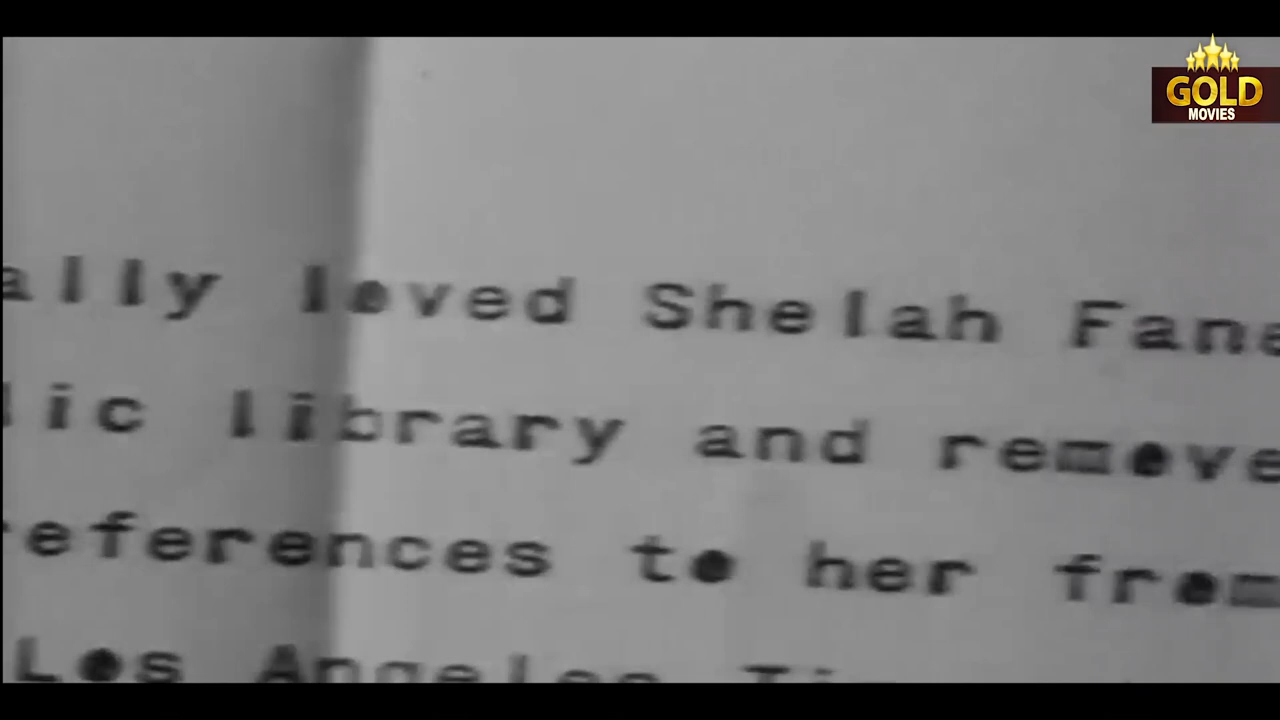 ally loved Shelah Fane
lic library and remove
references to her from
Los Angeles
GOLD
MOVIES